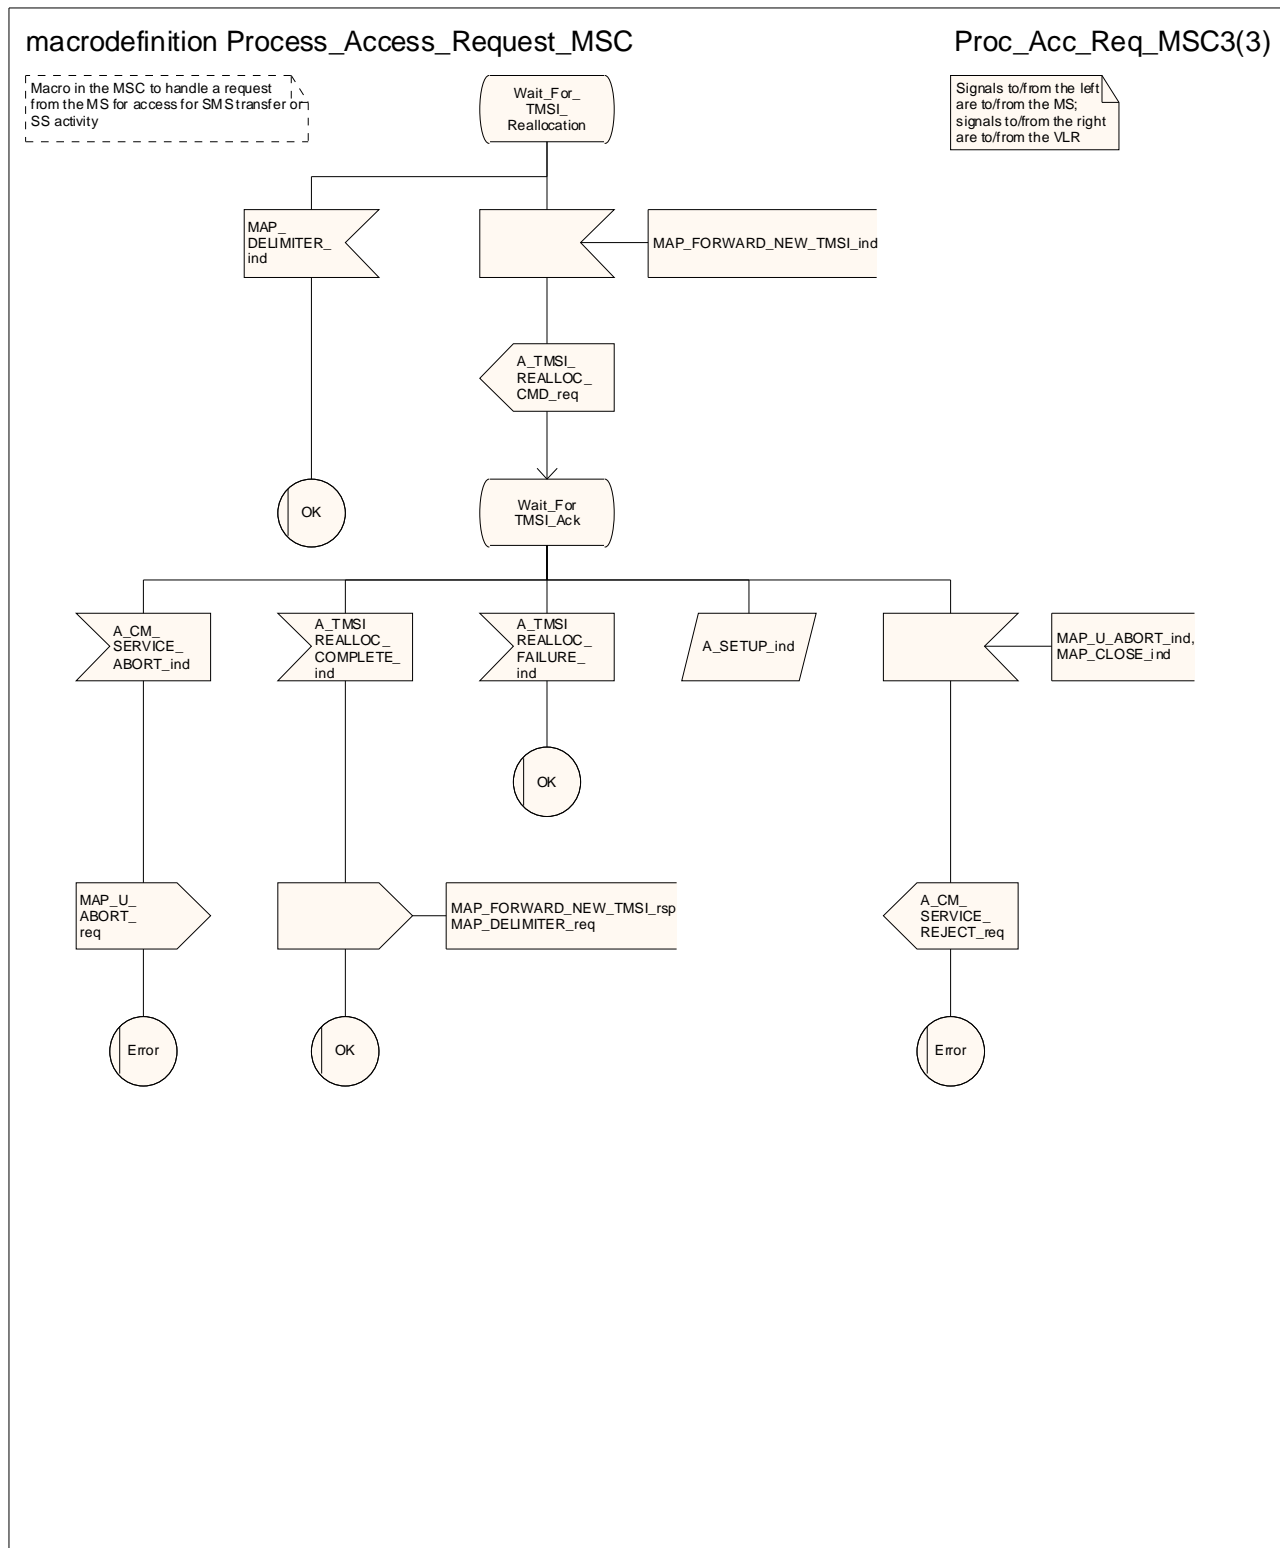 macrodefinition Process_Access_Request_MSC
Proc_Acc_Req_MSC3(3)
Macro in the MSC to handle a request
from the MS for access for SMS transfer or
SS activity
Wait_For_
TMSI_
Reallocation
Signals to/from the left
are to/from the MS;
signals to/from the right
are to/from the VLR
MAP_
DELIMITER_
ind
MAP_FORWARD_NEW_TMSI_ind
A_TMSI_
REALLOC_
CMD_req
OK
Wait_For
TMSI_Ack
A_CM_
SERVICE_
ABORT_ind
A_TMSI
REALLOC_
COMPLETE_
ind
A_TMSI
REALLOC_
FAILURE_
ind
A_SETUP_ind
MAP_U_ABORT_ind,
MAP_CLOSE_ind
OK
MAP_U_
ABORT_
req
MAP_FORWARD_NEW_TMSI_rsp
MAP_DELIMITER_req
A_CM_
SERVICE_
REJECT_req
Error
OK
Error